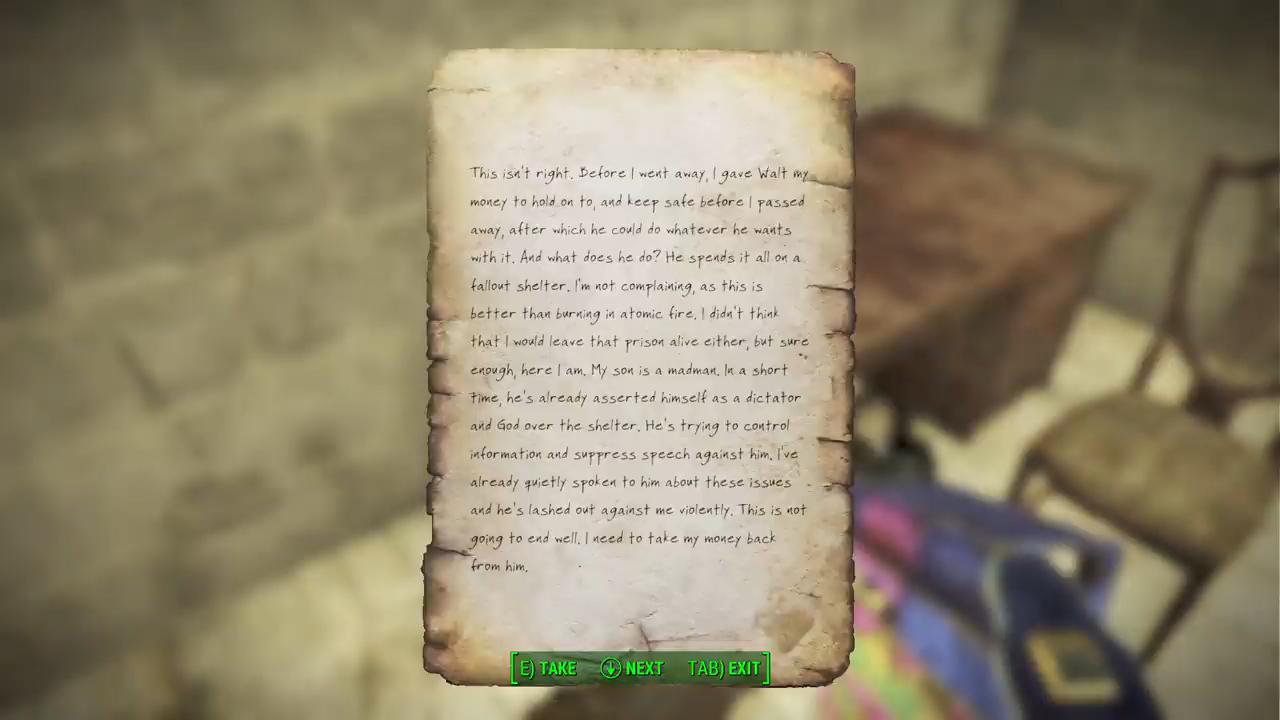 This isn't right. Before I went away, I gave Walt my
money to hold on to, and keep safe before I passed
away, after which he could do whatever he wants
with it. And what does he do? He spends it all on a
fallout shelter. I'm not complaining, as this is
better than burning in atomic fire. I didn't think
that I would leave that prison alive either, but sure
enough, here I am. My son is a madman. In a short
time, he's already asserted himself as a dictator
and God over the shelter. He's trying to control
information and suppress speech against him. I've
already quietly spoken to him about these issues
and he's lashed out against me violently. This is not
going to end well. I need to take my money back
from him.
E) TAKE NEXT TAB) EXIT